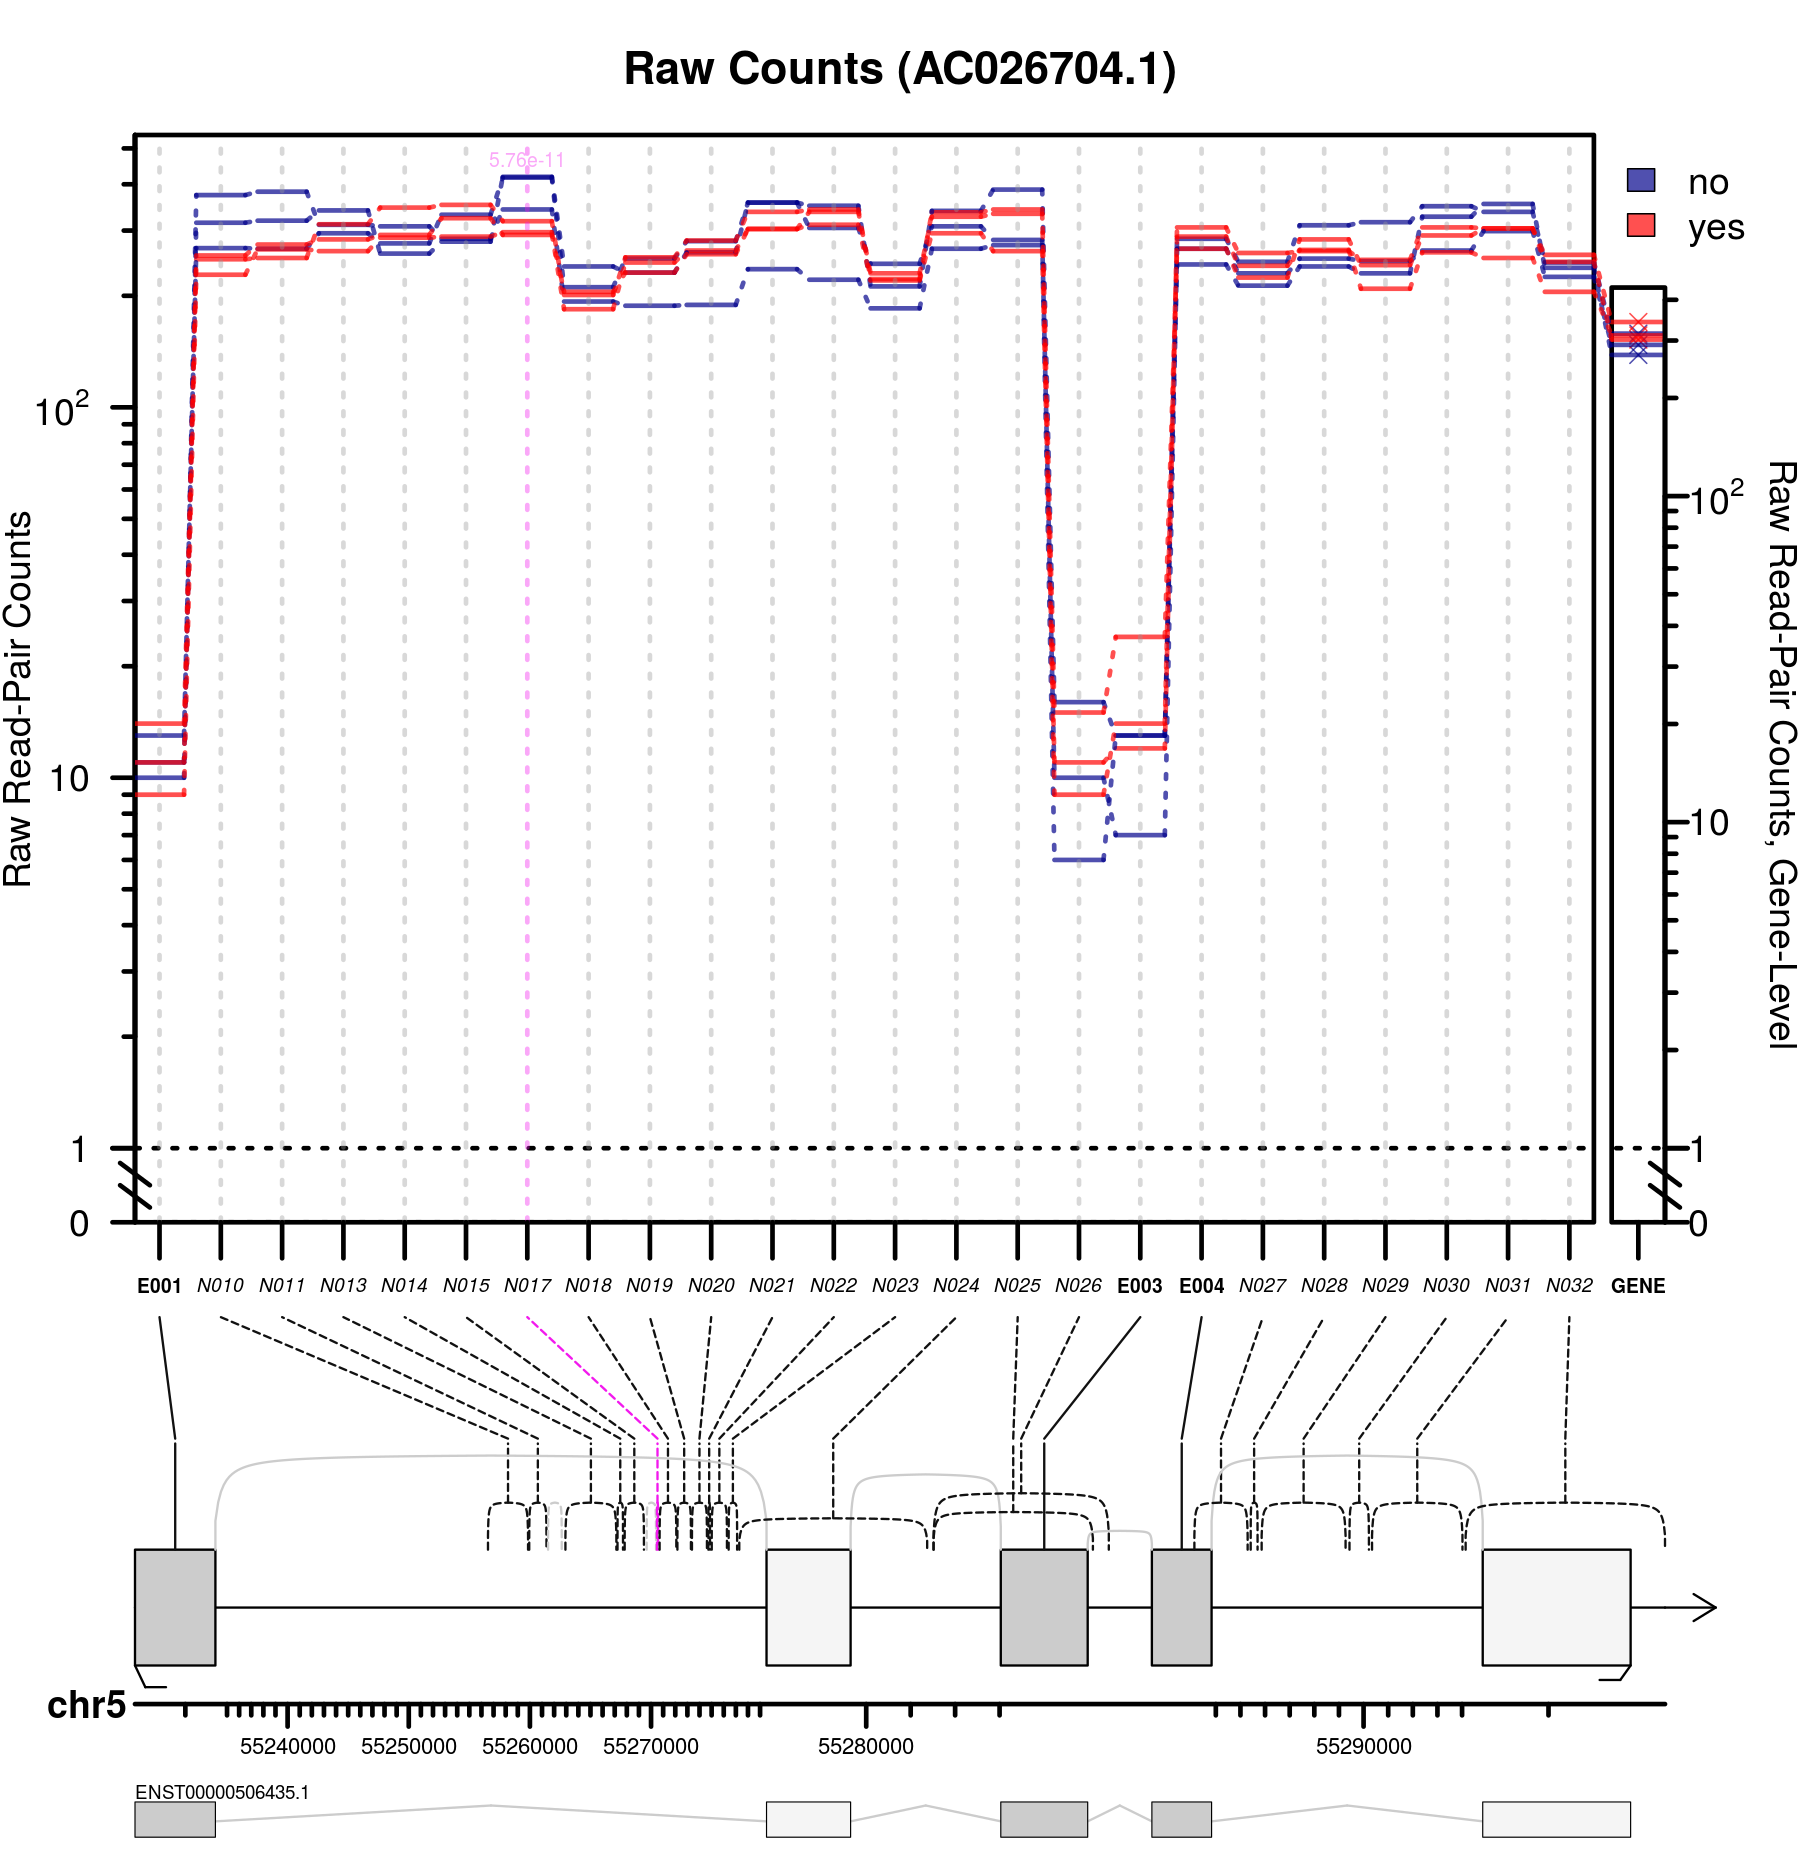 Raw Counts (AC026704.1)
5.76e-11
no
yes
Raw Read-Pair Counts
10²
10
1
0
10²
10
1
0
Raw Read-Pair Counts, Gene-Level
E001 N010 N011 N013 N014 N015 N017 N018 N019 N020 N021 N022 N023 N024 N025 N026 E003 E004 N027 N028 N029 N030 N031 N032 GENE
chr5
55240000 55250000 55260000 55270000 55280000 55290000
ENST00000506435.1